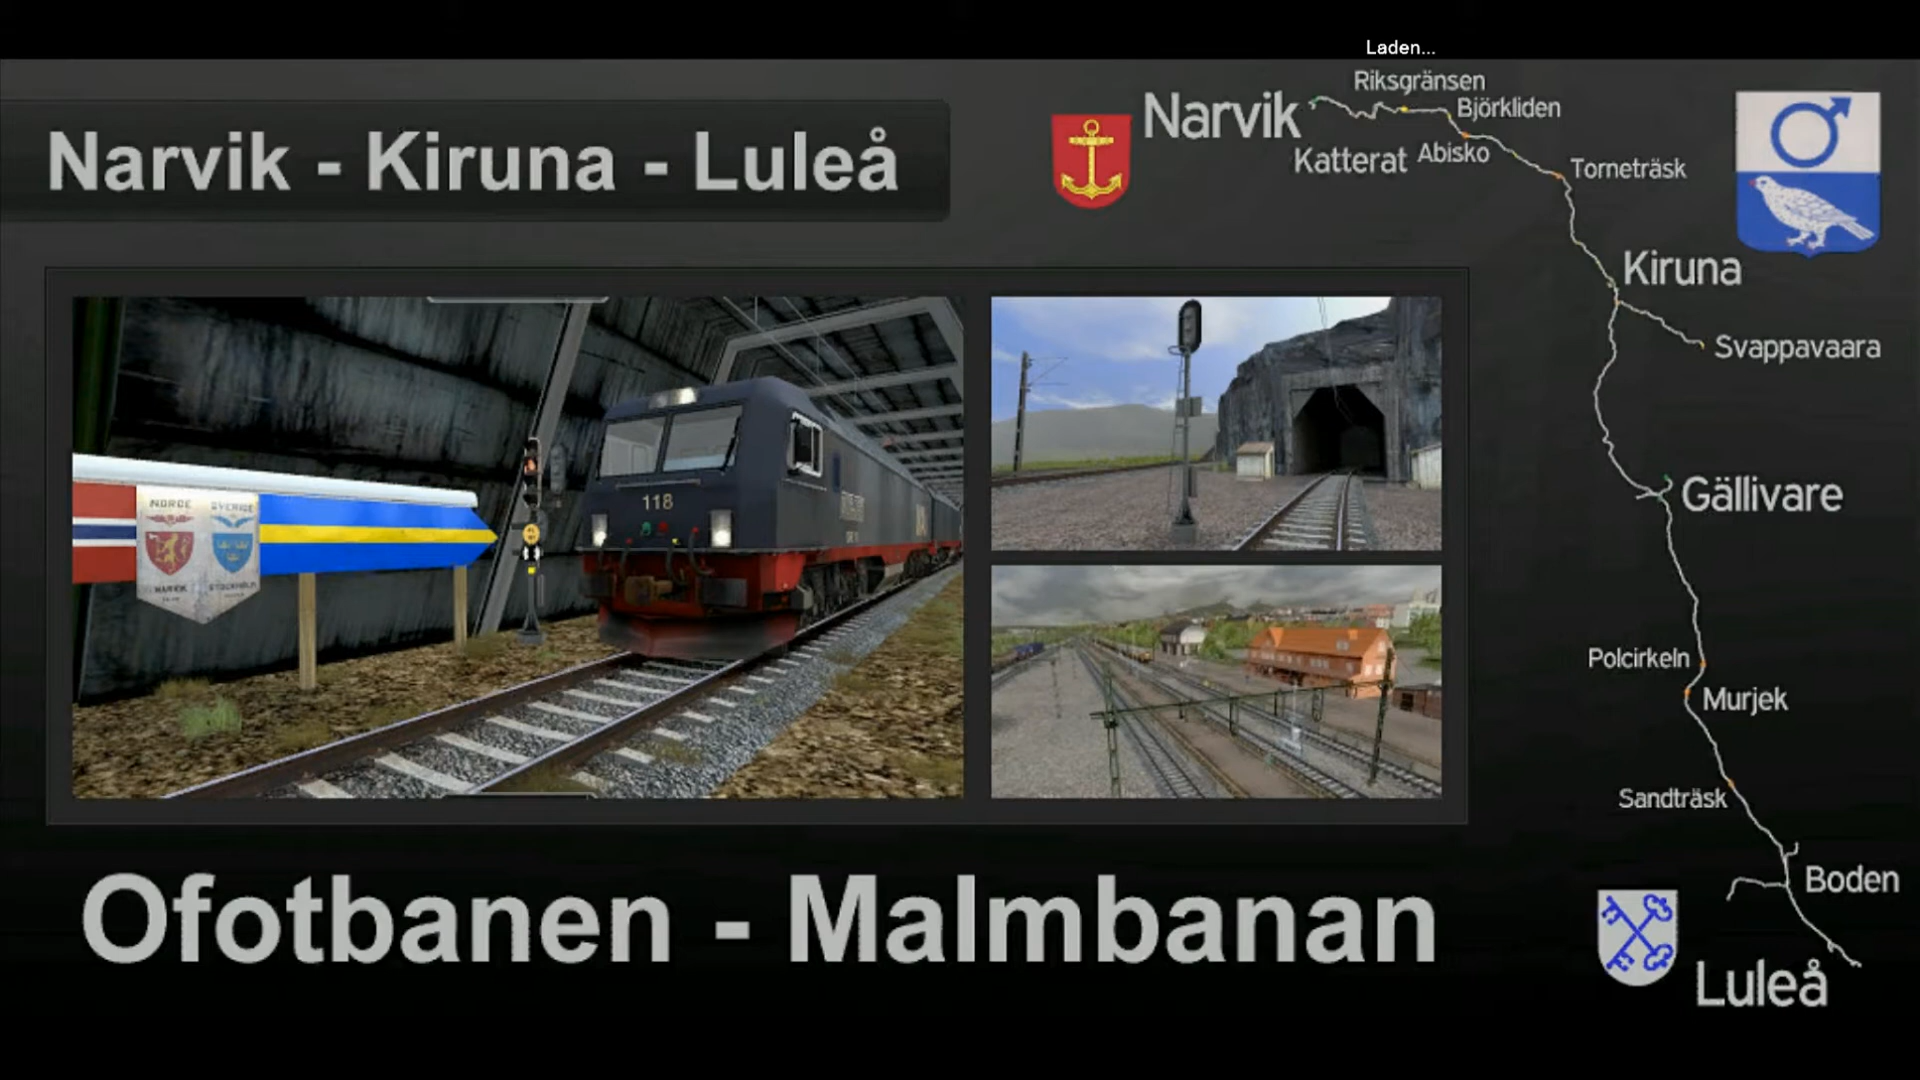 Laden...
Narvik - Kiruna - Luleå
Narvik
Riksgränsen
Björkliden
Katterat
Abisko
Torneträsk
Kiruna
Svappavaara
Gällivare
Polcirkeln
Murjek
Sandträsk
Boden
Luleå
NORGE SVERIGE
NARVIK STOCKHOLM
118
Ofotbanen - Malmbanan